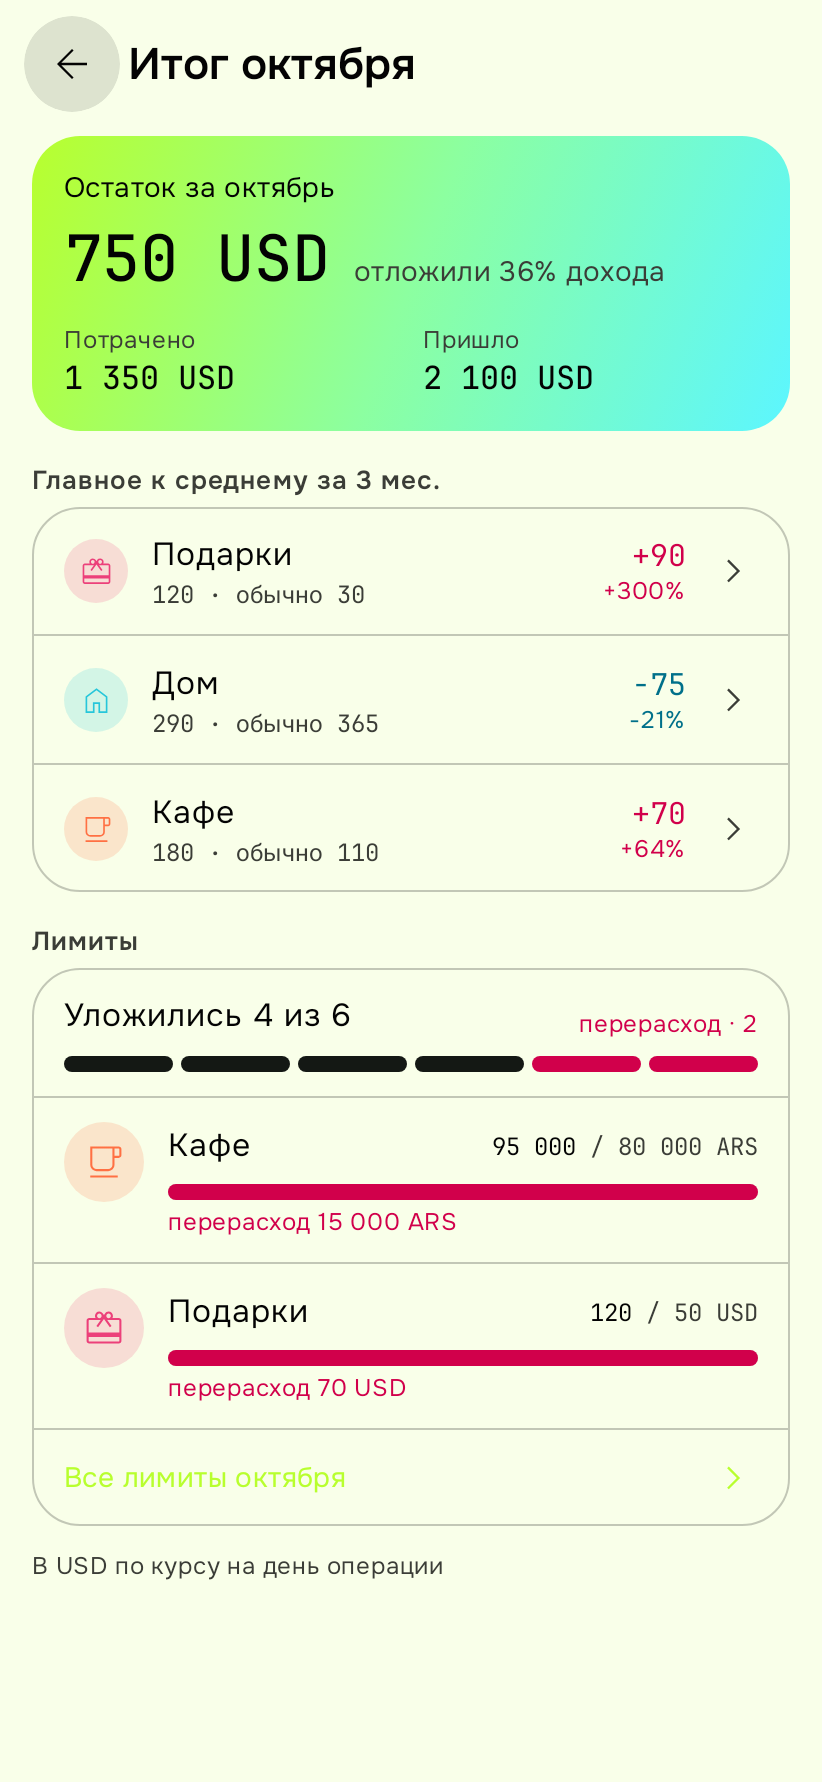 Итог октября
Остаток за октябрь
750 USD отложили 36% дохода
Потрачено Пришло
1 350 USD 2 100 USD
Главное к среднему за 3 мес.
Подарки +90
120 · обычно 30 +300%
Дом -75
290 · обычно 365 -21%
Кафе +70
180 · обычно 110 +64%
Лимиты
Уложились 4 из 6 перерасход · 2
Кафе 95 000 / 80 000 ARS
перерасход 15 000 ARS
Подарки 120 / 50 USD
перерасход 70 USD
Все лимиты октября
В USD по курсу на день операции